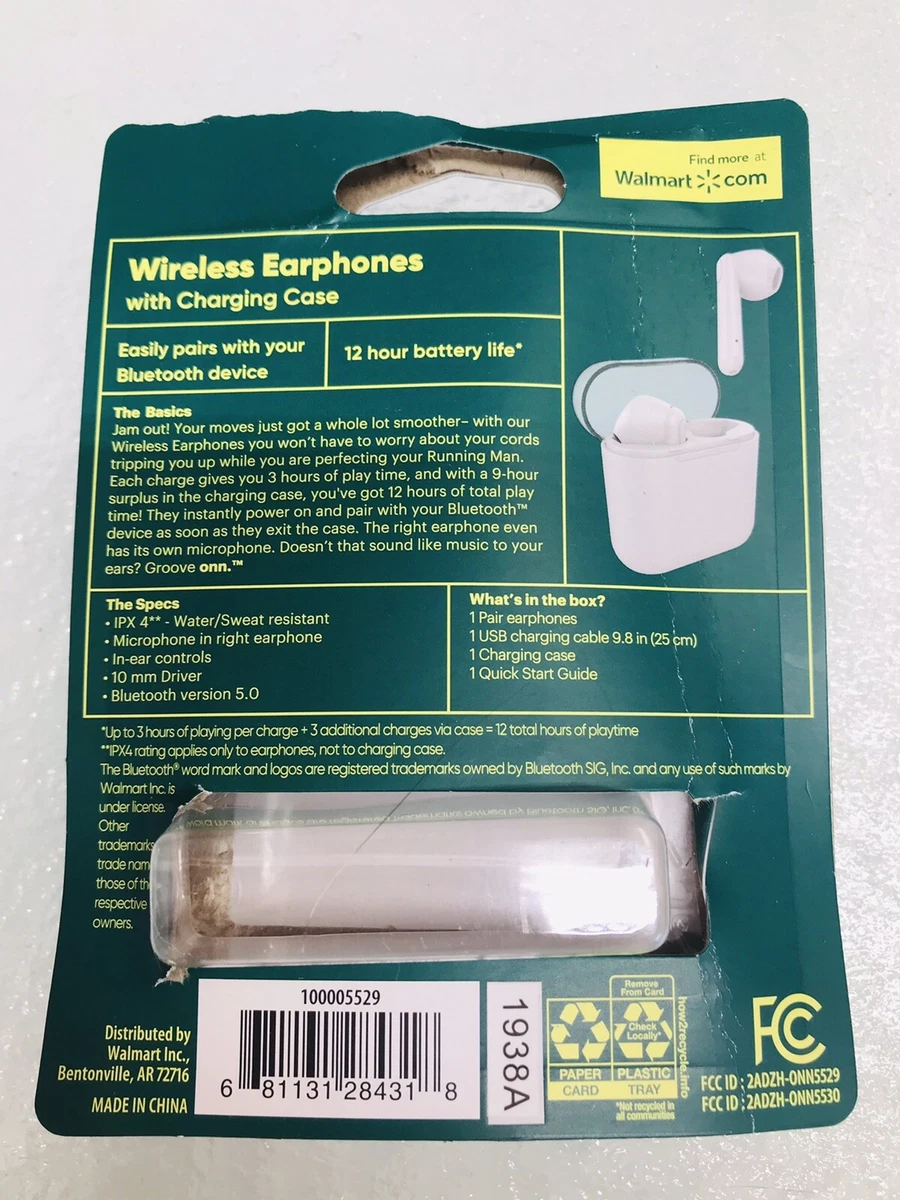 Find more at
Walmart com
Wireless Earphones
with Charging Case
Easily pairs with your
Bluetooth device
12 hour battery life*
The Basics
Jam out! Your moves just got a whole lot smoother– with our
Wireless Earphones you won't have to worry about your cords
tripping you up while you are perfecting your Running Man.
Each charge gives you 3 hours of play time, and with a 9-hour
surplus in the charging case, you've got 12 hours of total play
time! They instantly power on and pair with your Bluetooth™
device as soon as they exit the case. The right earphone even
has its own microphone. Doesn't that sound like music to your
ears? Groove onn.™
The Specs
• IPX 4** - Water/Sweat resistant
• Microphone in right earphone
• In-ear controls
• 10 mm Driver
• Bluetooth version 5.0
What's in the box?
1 Pair earphones
1 USB charging cable 9.8 in (25 cm)
1 Charging case
1 Quick Start Guide
*Up to 3 hours of playing per charge + 3 additional charges via case = 12 total hours of playtime
**IPX4 rating applies only to earphones, not to charging case.
The Bluetooth® word mark and logos are registered trademarks owned by Bluetooth SIG, Inc. and any use of such marks by
Walmart Inc. is
under license.
Other
trademarks
trade nam
those of th
respective
owners.
Distributed by
Walmart Inc.,
Bentonville, AR 72716
MADE IN CHINA
100005529
6 81131 28431 8
1938A
Remove
From Card
Check
Locally*
PAPER
CARD
PLASTIC
TRAY
*Not recycled in
all communities
how2recycle.info
FC
FCC ID : 2ADZH-ONN5529
FCC ID : 2ADZH-ONN5530